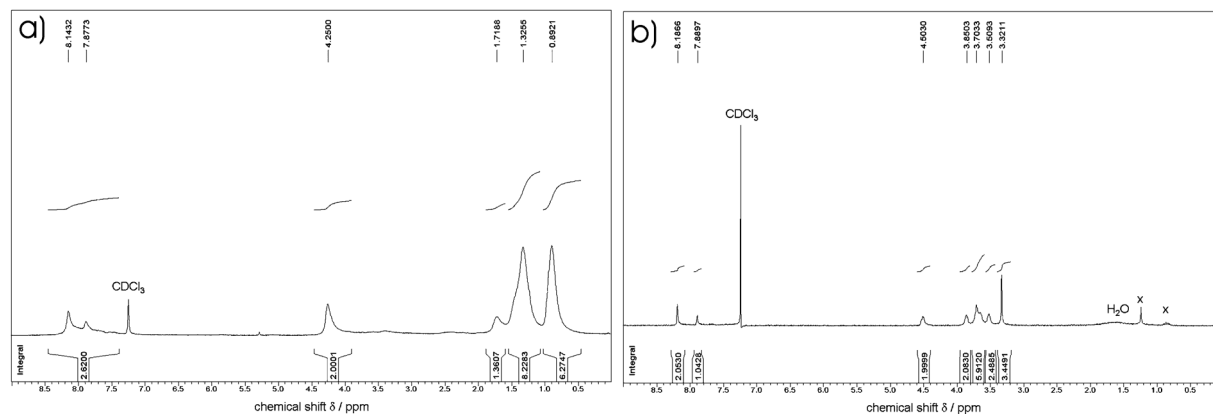 a)
8.1432
7.8773
4.2500
1.7188
1.3255
0.8921
CDCl3
Integral
2.6200
2.0001
1.3607
8.2283
6.2747
8.5 8.0 7.5 7.0 6.5 6.0 5.5 5.0 4.5 4.0 3.5 3.0 2.5 2.0 1.5 1.0 0.5
chemical shift δ / ppm
b)
8.1866
7.8897
4.5030
3.8503
3.7033
3.5093
3.3211
CDCl3
H2O
x
x
Integral
2.0530
1.0428
1.9999
2.0830
5.9120
2.4885
3.4491
8.5 8.0 7.5 7.0 6.5 6.0 5.5 5.0 4.5 4.0 3.5 3.0 2.5 2.0 1.5 1.0 0.5
chemical shift δ / ppm